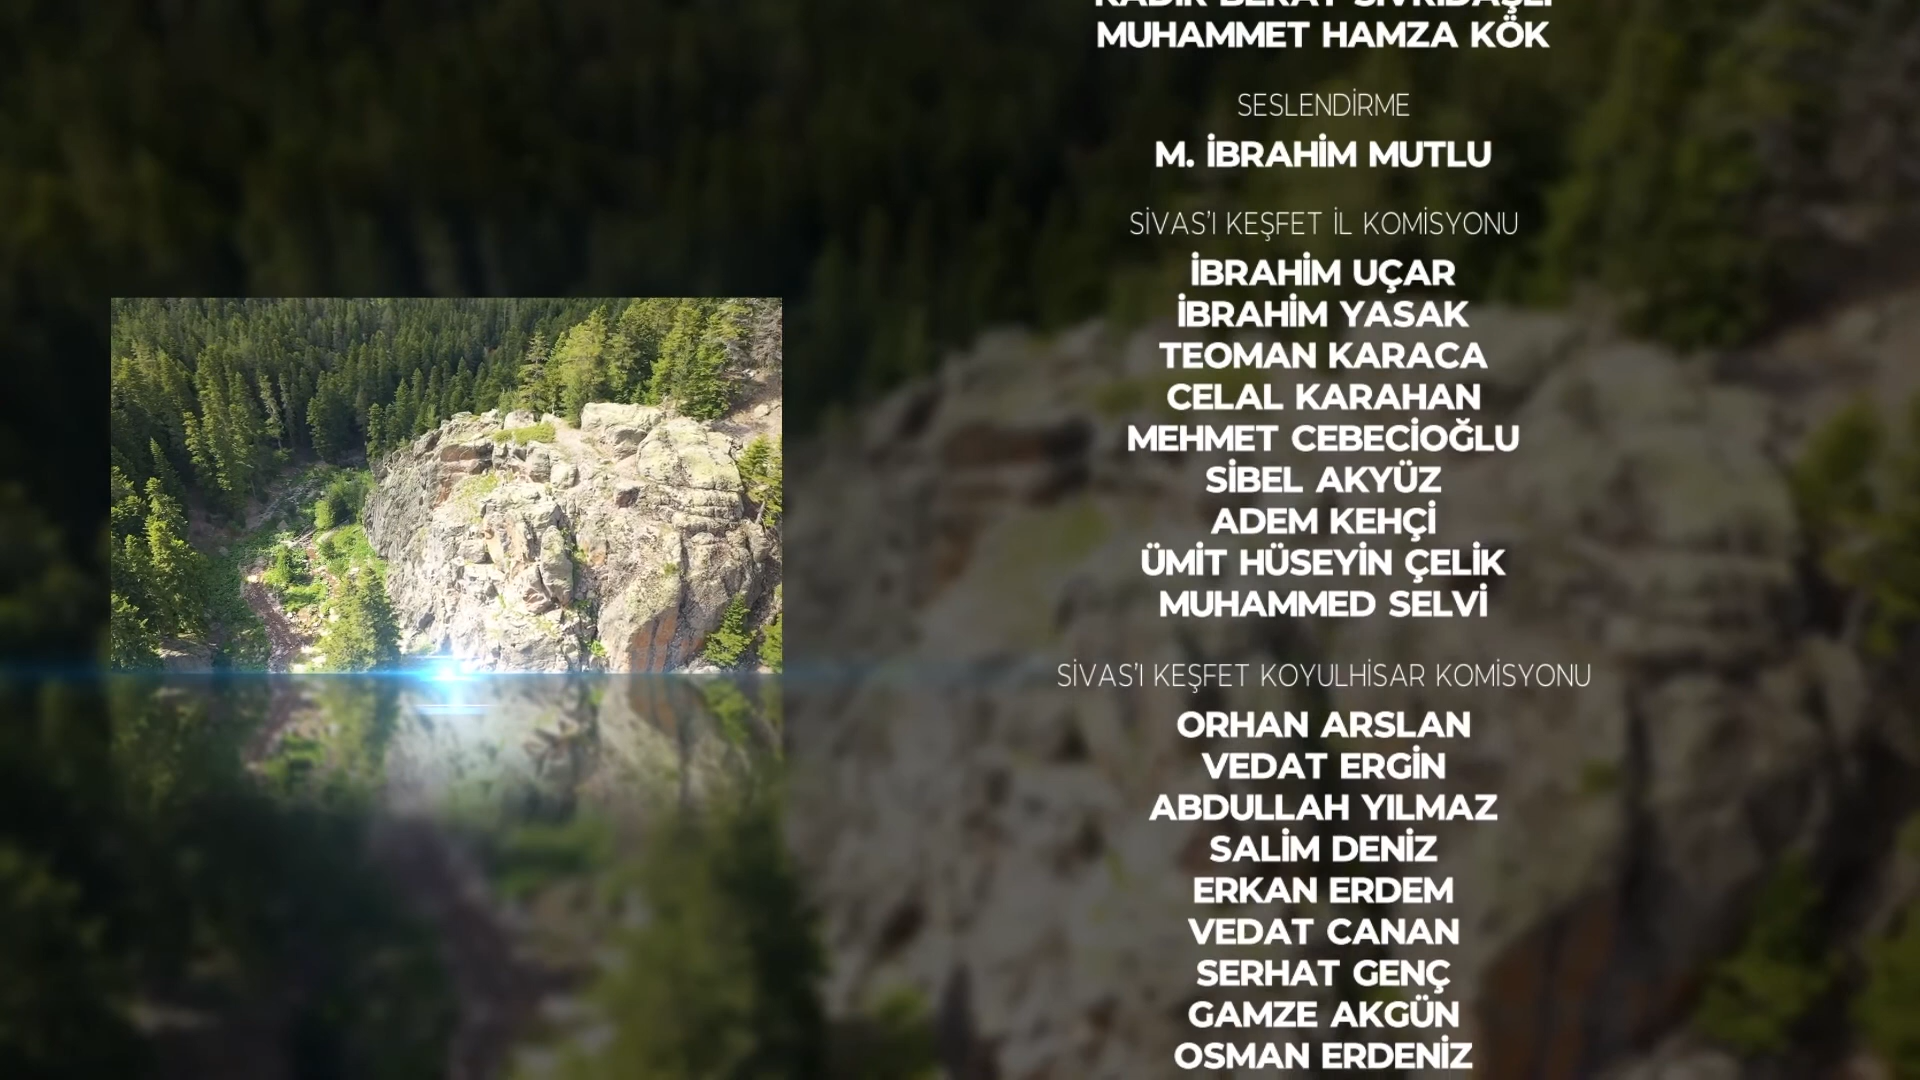 MUHAMMET HAMZA KÖK
SESLENDİRME
M. İBRAHİM MUTLU
SİVAS'I KEŞFET İL KOMİSYONU
İBRAHİM UÇAR
İBRAHİM YASAK
TEOMAN KARACA
CELAL KARAHAN
MEHMET CEBECİOĞLU
SİBEL AKYÜZ
ADEM KEHÇİ
ÜMİT HÜSEYİN ÇELİK
MUHAMMED SELVİ
SİVAS'I KEŞFET KOYULHİSAR KOMİSYONU
ORHAN ARSLAN
VEDAT ERGİN
ABDULLAH YILMAZ
SALİM DENİZ
ERKAN ERDEM
VEDAT CANAN
SERHAT GENÇ
GAMZE AKGÜN
OSMAN ERDENİZ